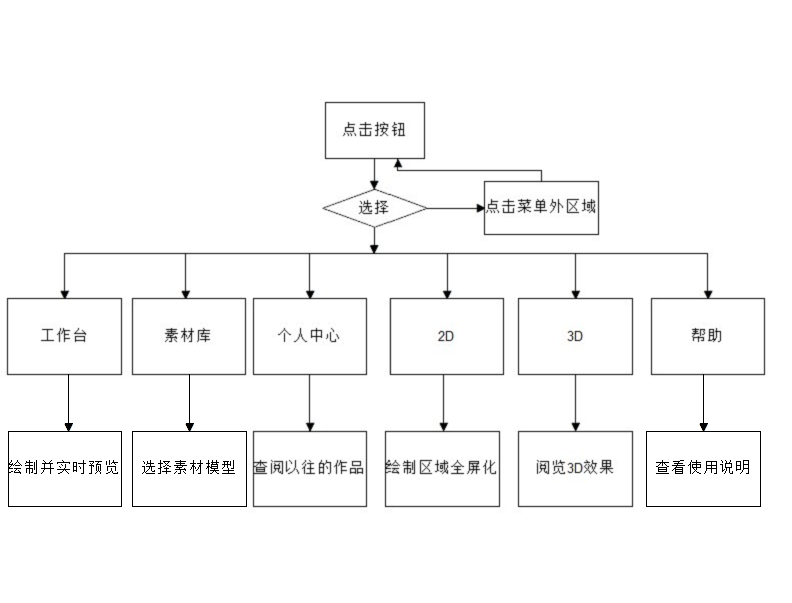 点击按钮
选择
点击菜单外区域
工作台
素材库
个人中心
2D
3D
帮助
绘制并实时预览
选择素材模型
查阅以往的作品
绘制区域全屏化
阅览3D效果
查看使用说明